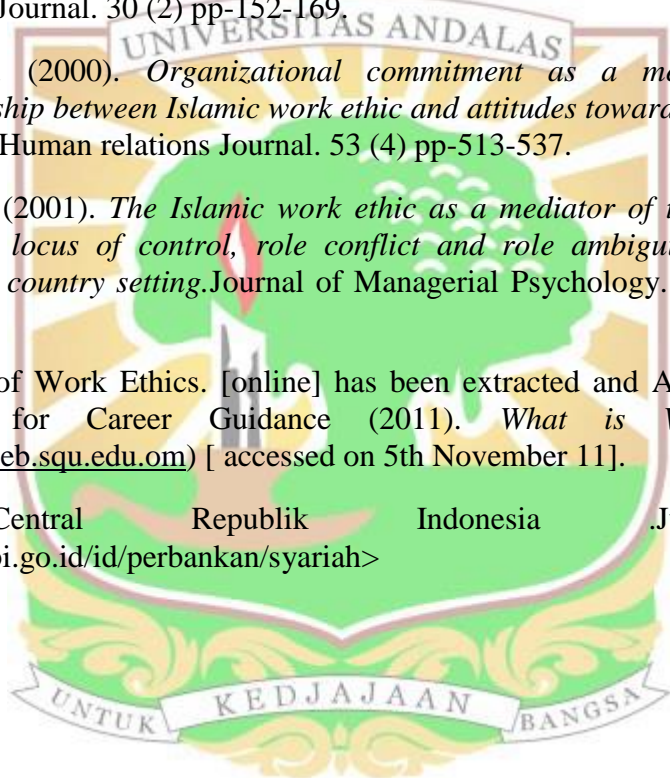 Journal. 30 (2) pp-152-169.
UNIVERSITAS ANDALAS
(2000). Organizational commitment as a
between Islamic work ethic and attitudes
Human relations Journal. 53 (4) pp-513-537.
(2001). The Islamic work ethic as a mediator of
locus of control, role conflict and role
country setting.Journal of Managerial Psychology.
of Work Ethics. [online] has been extracted and
for Career Guidance (2011). What is
eb.squ.edu.om) [ accessed on 5th November 11].
Central Republik Indonesia
bi.go.id/id/perbankan/syariah>
UNTUK KEDJAJAAN BANGSA